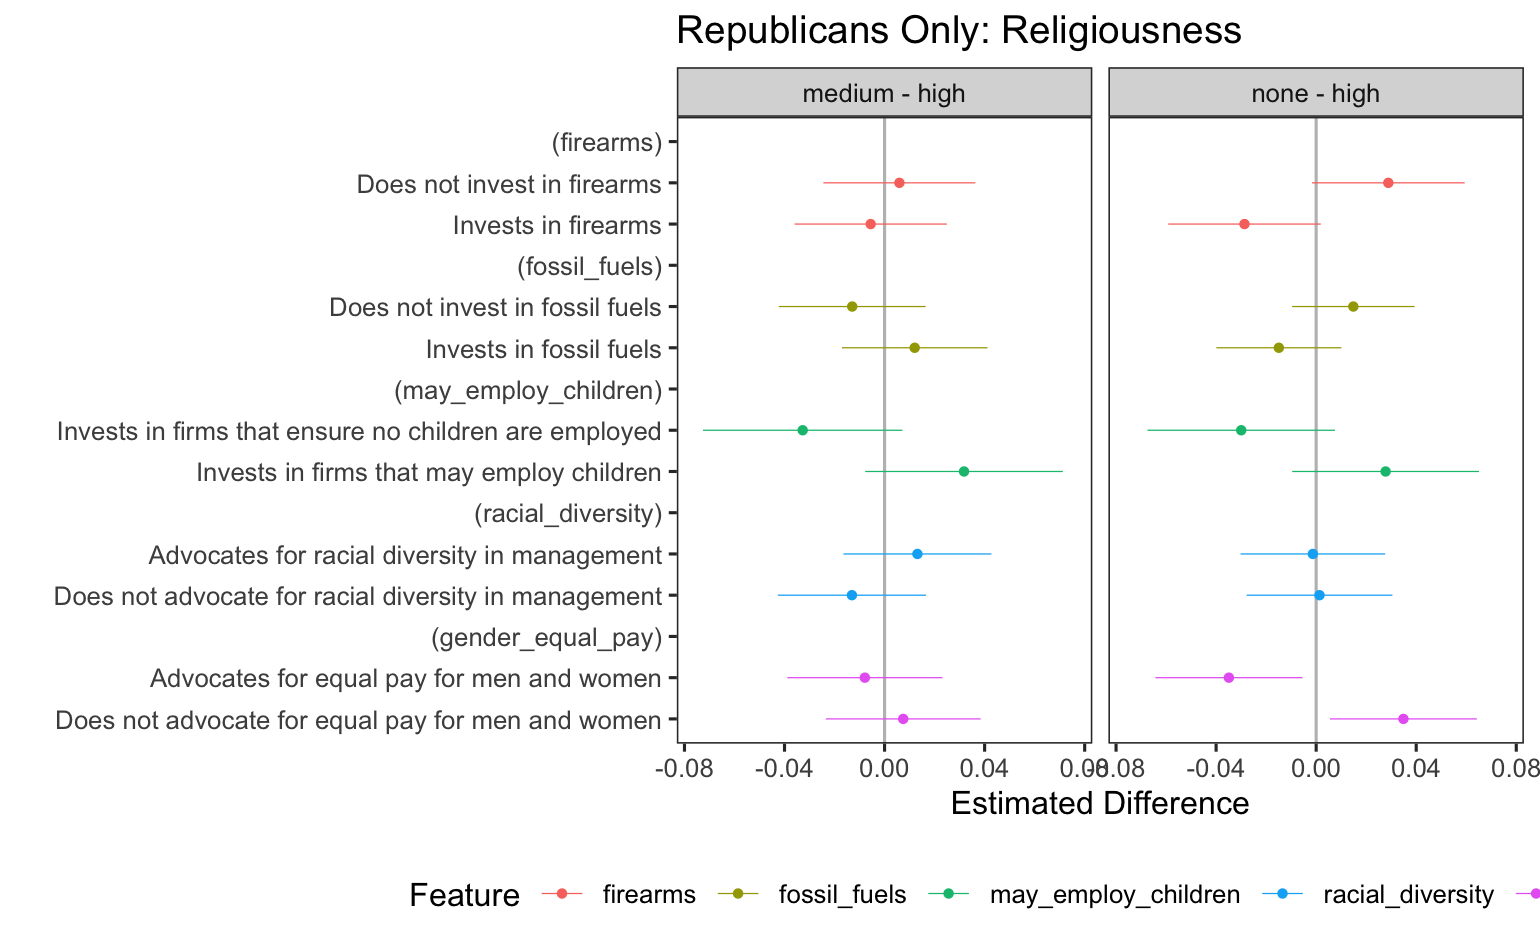 Republicans Only: Religiousness
medium - high
none - high
(firearms)
Does not invest in firearms
Invests in firearms
(fossil_fuels)
Does not invest in fossil fuels
Invests in fossil fuels
(may_employ_children)
Invests in firms that ensure no children are employed
Invests in firms that may employ children
(racial_diversity)
Advocates for racial diversity in management
Does not advocate for racial diversity in management
(gender_equal_pay)
Advocates for equal pay for men and women
Does not advocate for equal pay for men and women
-0.08 -0.04 0.00 0.04 0.08 -0.08 -0.04 0.00 0.04 0.08
Estimated Difference
Feature firearms fossil_fuels may_employ_children racial_diversity